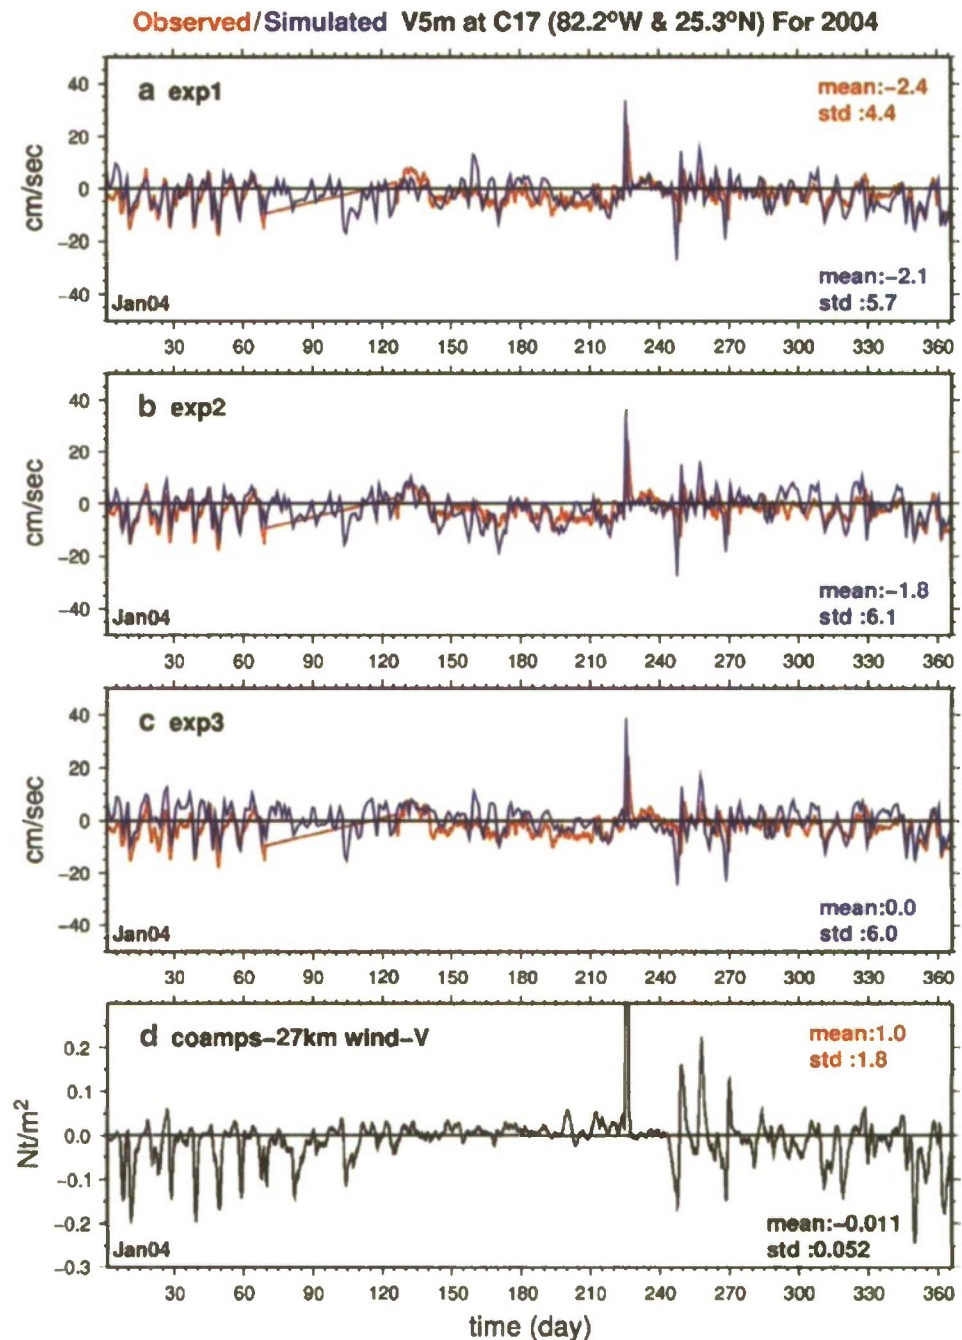 Observed/Simulated V5m at C17 (82.2ºW & 25.3ºN) For 2004
a exp1
mean:-2.4
std :4.4
40
20
0
-20
-40
cm/sec
mean:-2.1
std :5.7
Jan04
30 60 90 120 150 180 210 240 270 300 330 360
b exp2
40
20
0
-20
-40
cm/sec
mean:-1.8
std :6.1
Jan04
30 60 90 120 150 180 210 240 270 300 330 360
c exp3
40
20
0
-20
-40
cm/sec
mean:0.0
std :6.0
Jan04
30 60 90 120 150 180 210 240 270 300 330 360
d coamps-27km wind-V
mean:1.0
std :1.8
0.2
0.1
0.0
-0.1
-0.2
-0.3
Nt/m²
mean:-0.011
std :0.052
Jan04
30 60 90 120 150 180 210 240 270 300 330 360
time (day)